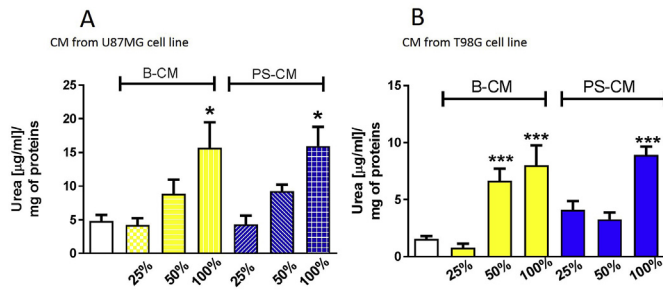 A
CM from U87MG cell line
B-CM PS-CM
Urea [µg/ml]/
mg of proteins
25
20
15
10
5
0
* *
25% 50% 100% 25% 50% 100%
B
CM from T98G cell line
B-CM PS-CM
Urea [µg/ml]/
mg of proteins
15
10
5
0
*** *** ***
25% 50% 100% 25% 50% 100%